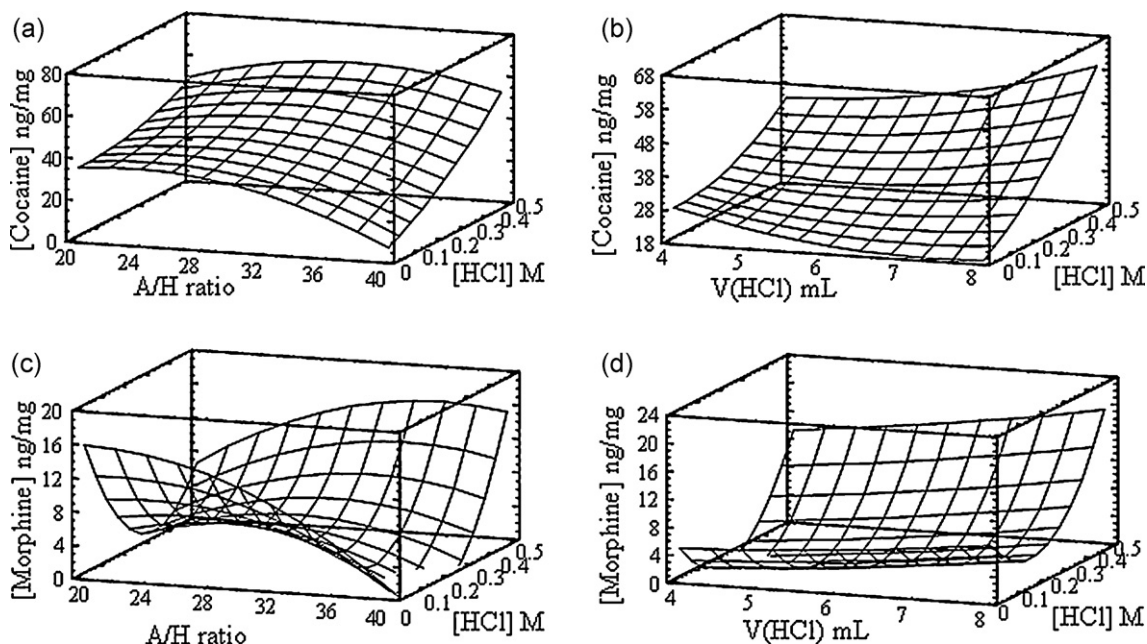 (a)
[Cocaine] ng/mg
80
60
40
20
0
20 24 28 32 36 40
A/H ratio
0 0.1 0.2 0.3 0.4 0.5
[HCl] M
(b)
[Cocaine] ng/mg
68
58
48
38
28
18
4 5 6 7 8
V(HCl) mL
0 0.1 0.2 0.3 0.4 0.5
[HCl] M
(c)
[Morphine] ng/mg
20
16
12
8
4
0
20 24 28 32 36 40
A/H ratio
0 0.1 0.2 0.3 0.4 0.5
[HCl] M
(d)
[Morphine] ng/mg
24
20
16
12
8
4
0
4 5 6 7 8
V(HCl) mL
0 0.1 0.2 0.3 0.4 0.5
[HCl] M